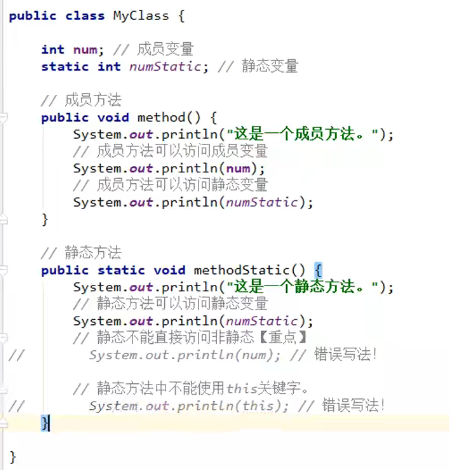 public class MyClass {
int num; // 成员变量
static int numStatic; // 静态变量
// 成员方法
public void method() {
System.out.println("这是一个成员方法。");
// 成员方法可以访问成员变量
System.out.println(num);
// 成员方法可以访问静态变量
System.out.println(numStatic);
}
// 静态方法
public static void methodStatic() {
System.out.println("这是一个静态方法。");
// 静态方法可以访问静态变量
System.out.println(numStatic);
// 静态不能直接访问非静态【重点】
// System.out.println(num); // 错误写法!
// 静态方法中不能使用this关键字。
// System.out.println(this); // 错误写法!
}
}